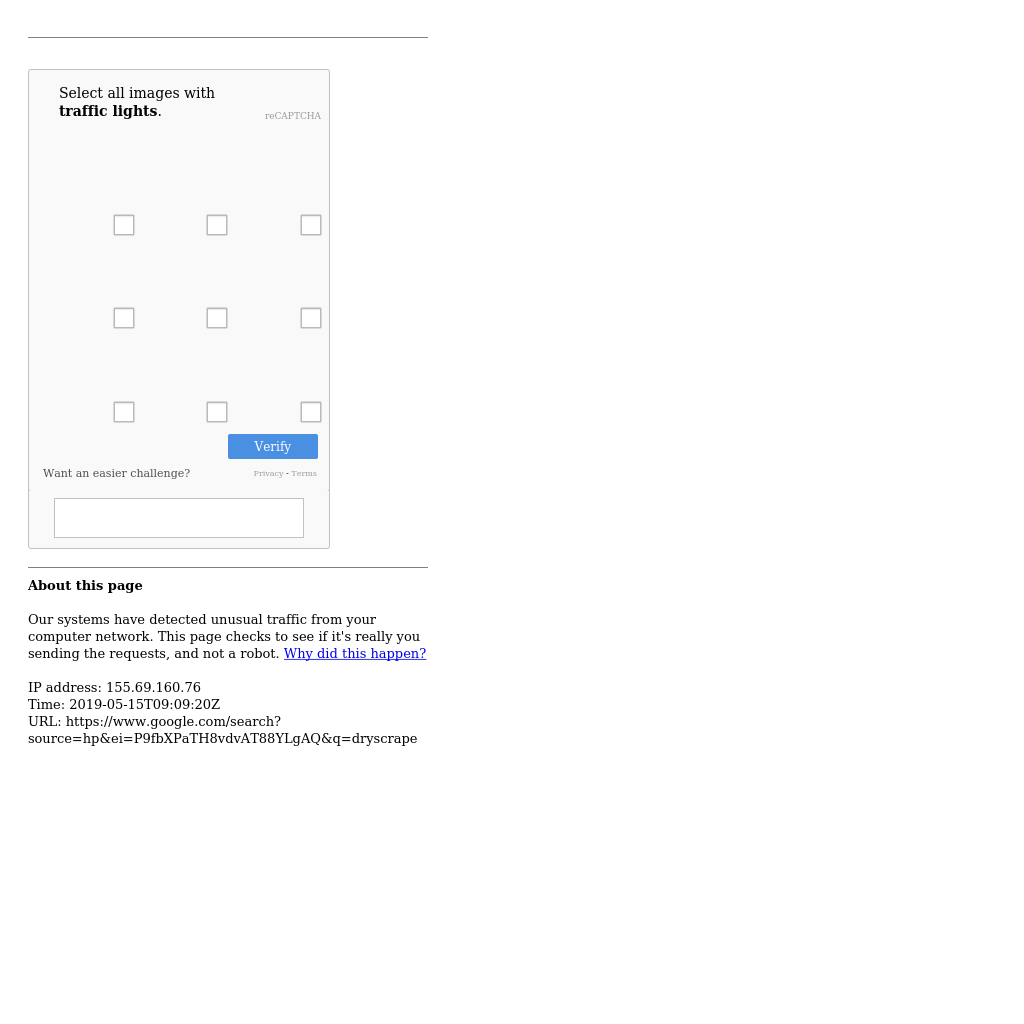 Select all images with
traffic lights.
reCAPTCHA
Verify
Want an easier challenge?
Privacy - Terms
About this page
Our systems have detected unusual traffic from your
computer network. This page checks to see if it's really you
sending the requests, and not a robot. Why did this happen?
IP address: 155.69.160.76
Time: 2019-05-15T09:09:20Z
URL: https://www.google.com/search?
source=hp&ei=P9fbXPaTH8vdvAT88YLgAQ&q=dryscrape